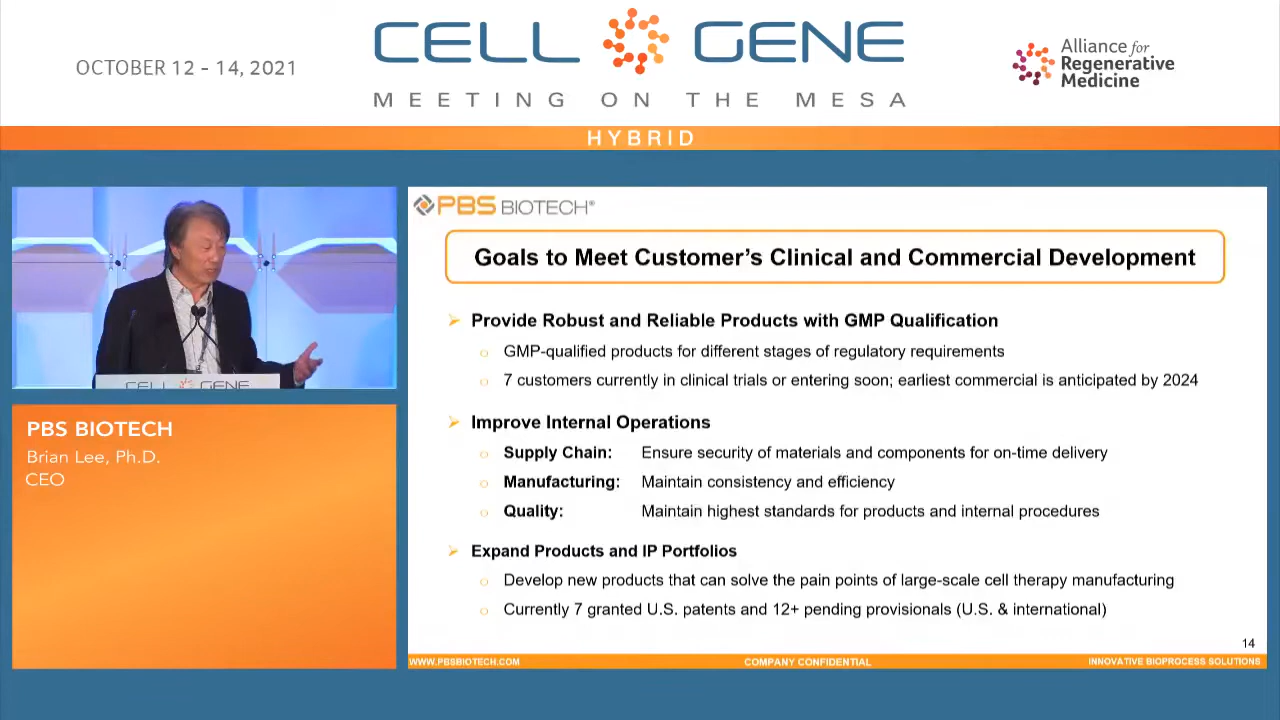 OCTOBER 12 - 14, 2021
CELL GENE
MEETING ON THE MESA
Alliance for
Regenerative
Medicine
HYBRID
CELL GENE
PBS BIOTECH
Brian Lee, Ph.D.
CEO
PBS BIOTECH®
Goals to Meet Customer's Clinical and Commercial Development
Provide Robust and Reliable Products with GMP Qualification
GMP-qualified products for different stages of regulatory requirements
7 customers currently in clinical trials or entering soon; earliest commercial is anticipated by 2024
Improve Internal Operations
Supply Chain: Ensure security of materials and components for on-time delivery
Manufacturing: Maintain consistency and efficiency
Quality: Maintain highest standards for products and internal procedures
Expand Products and IP Portfolios
Develop new products that can solve the pain points of large-scale cell therapy manufacturing
Currently 7 granted U.S. patents and 12+ pending provisionals (U.S. & international)
14
WWW.PBSBIOTECH.COM COMPANY CONFIDENTIAL INNOVATIVE BIOPROCESS SOLUTIONS